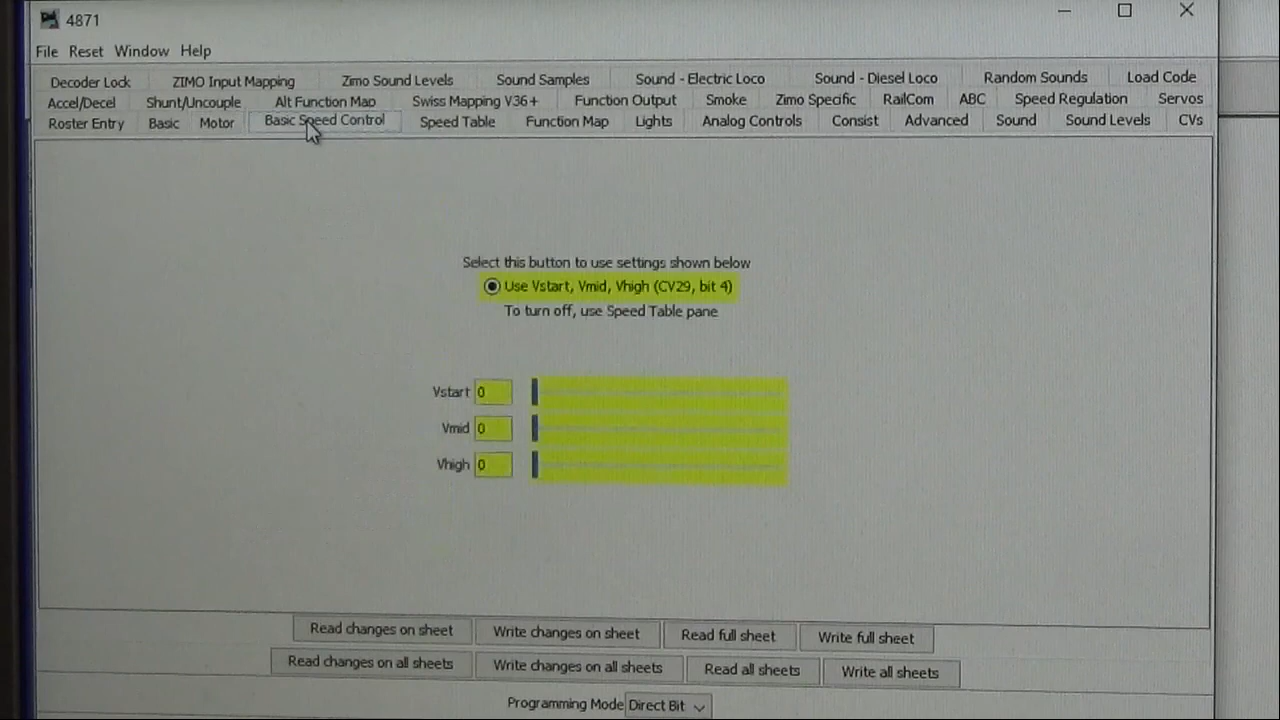 4871
File Reset Window Help
Decoder Lock ZIMO Input Mapping Zimo Sound Levels Sound Samples Sound - Electric Loco Sound - Diesel Loco Random Sounds Load Code
Accel/Decel Shunt/Uncouple Alt Function Map Swiss Mapping V36+ Function Output Smoke Zimo Specific RailCom ABC Speed Regulation Servos
Roster Entry Basic Motor Basic Speed Control Speed Table Function Map Lights Analog Controls Consist Advanced Sound Sound Levels CVs
Select this button to use settings shown below
Use Vstart, Vmid, Vhigh (CV29, bit 4)
To turn off, use Speed Table pane
Vstart 0
Vmid 0
Vhigh 0
Read changes on sheet Write changes on sheet Read full sheet Write full sheet
Read changes on all sheets Write changes on all sheets Read all sheets Write all sheets
Programming Mode Direct Bit